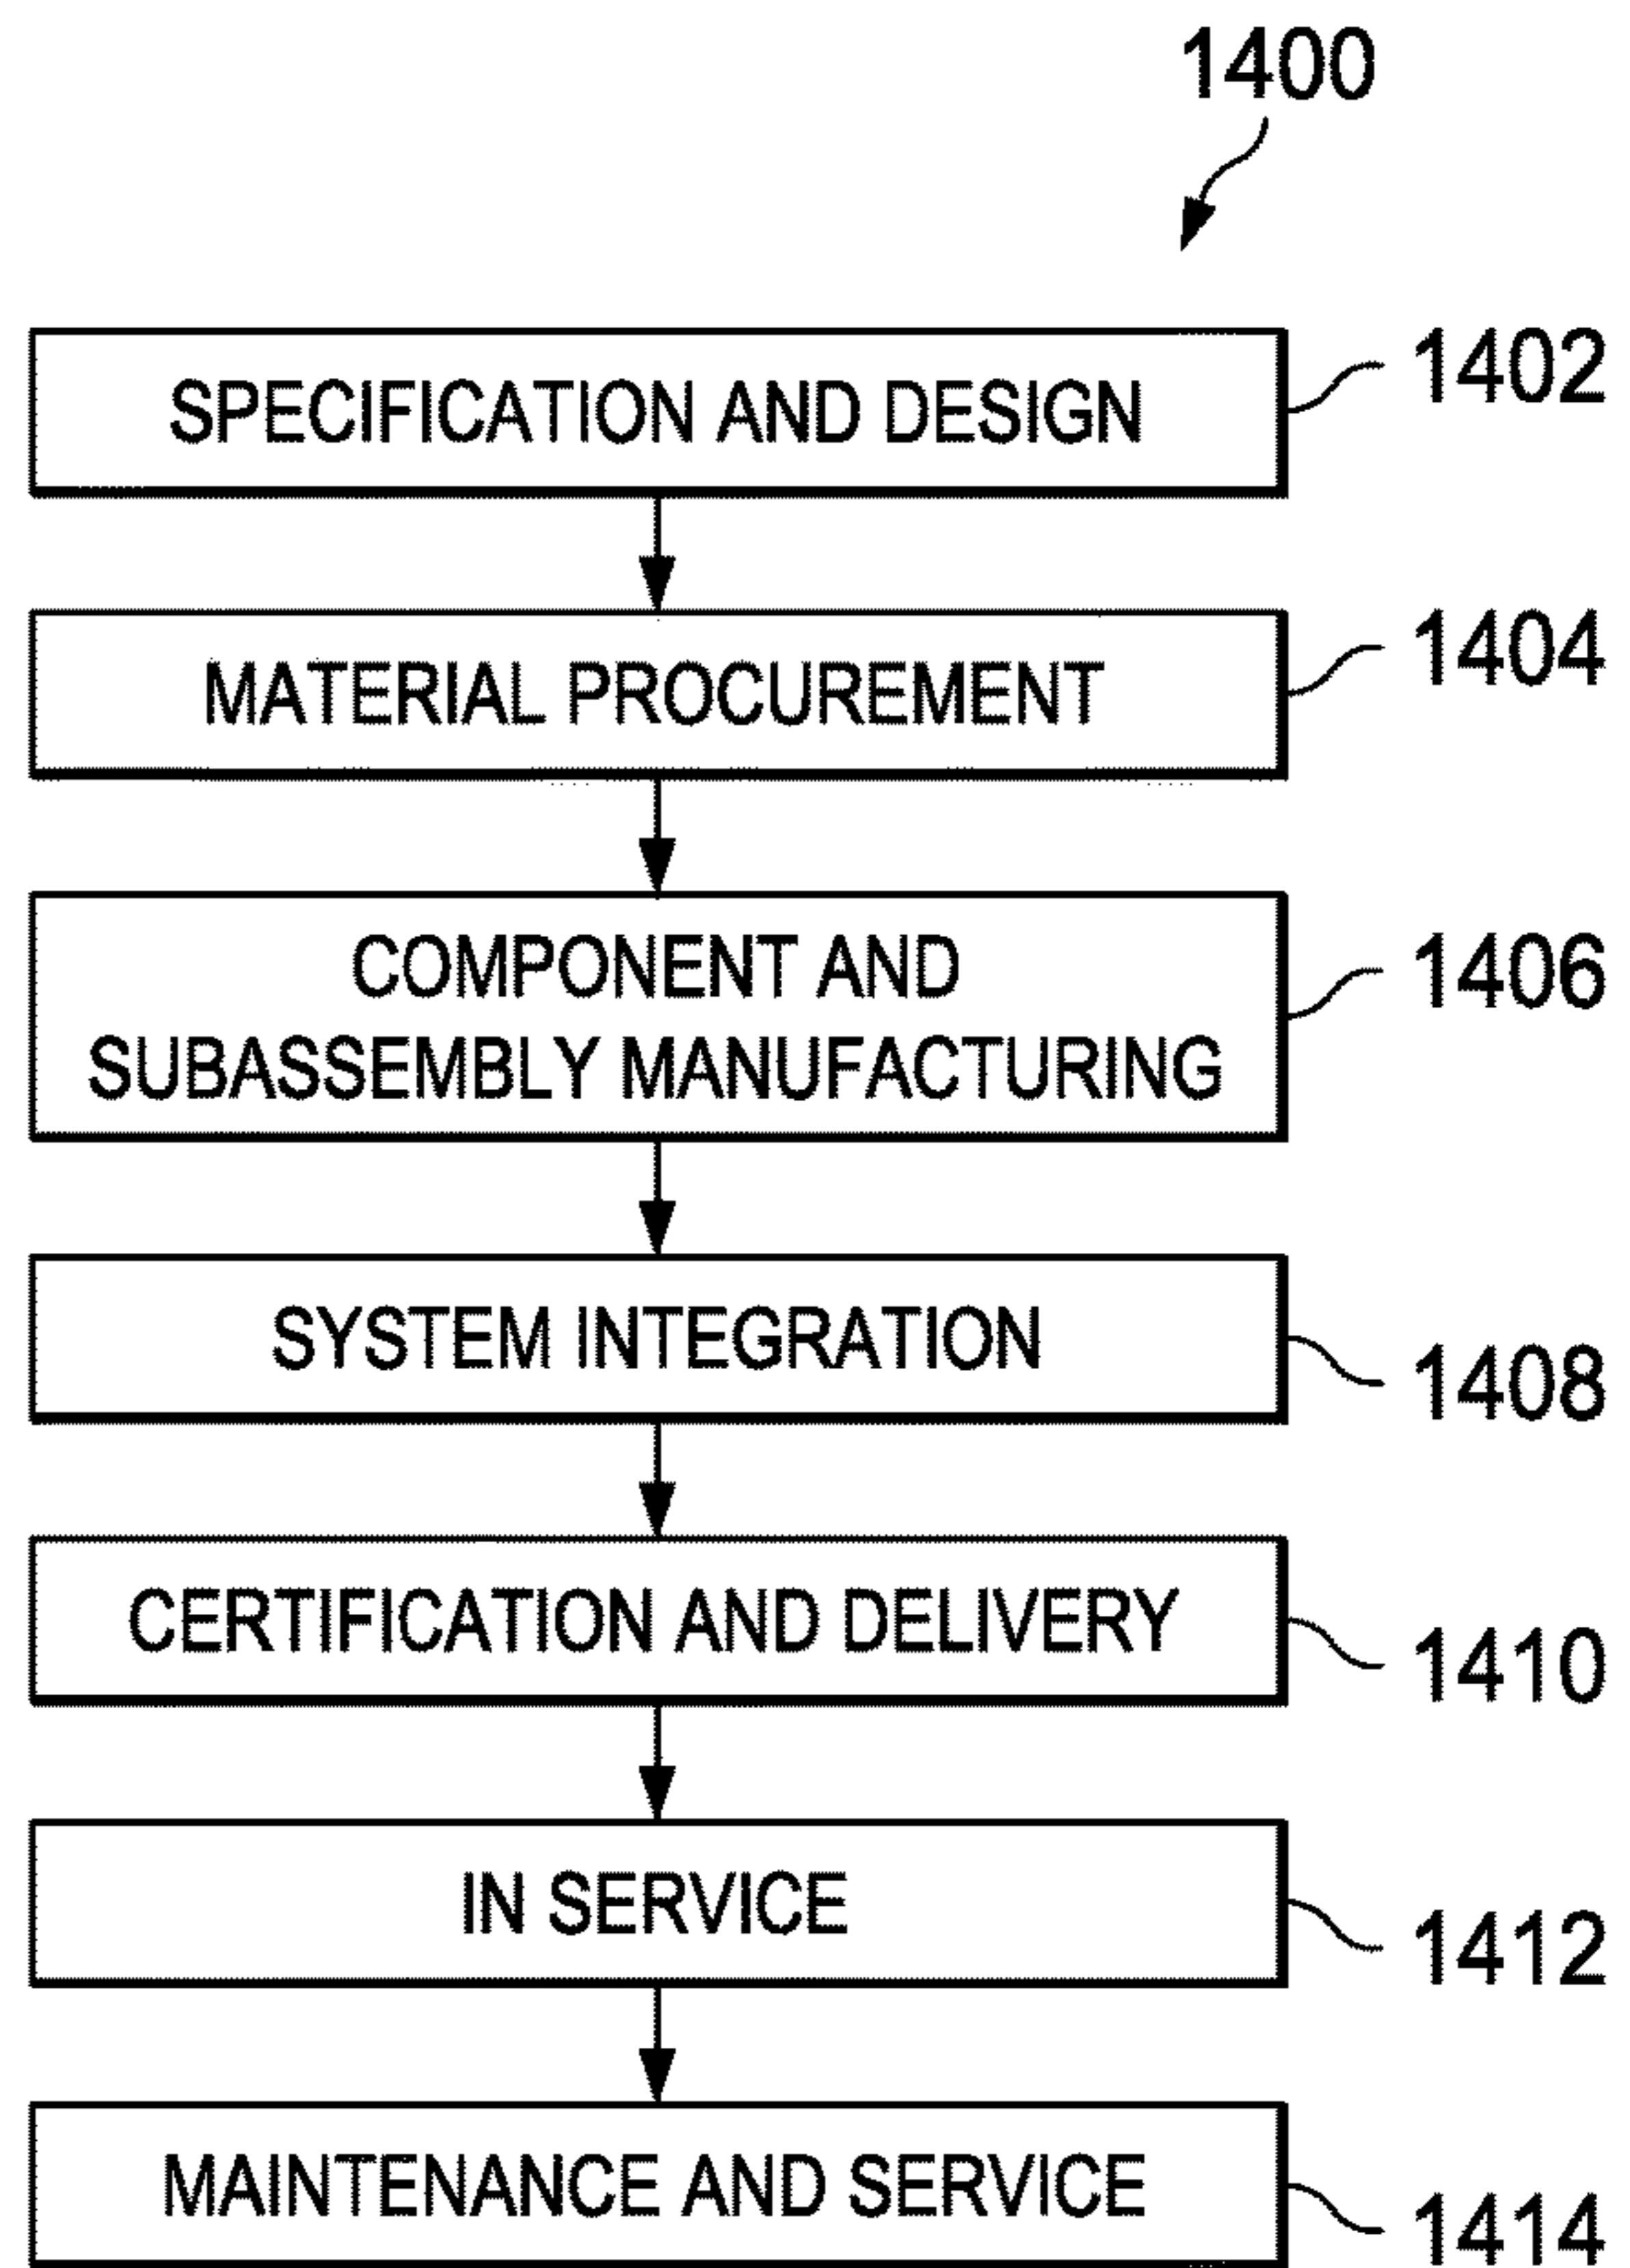 1400
SPECIFICATION AND DESIGN
1402
MATERIAL PROCUREMENT
1404
COMPONENT AND
SUBASSEMBLY MANUFACTURING
1406
SYSTEM INTEGRATION
1408
CERTIFICATION AND DELIVERY
1410
IN SERVICE
1412
MAINTENANCE AND SERVICE
1414